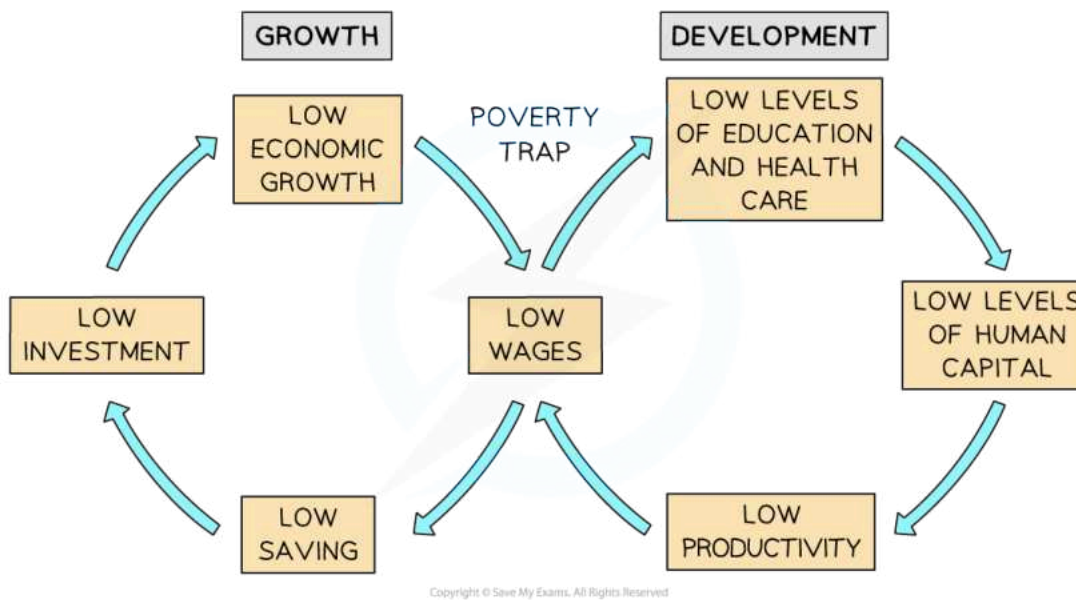 GROWTH
DEVELOPMENT
LOW
ECONOMIC
GROWTH
POVERTY
TRAP
LOW LEVELS
OF EDUCATION
AND HEALTH
CARE
LOW
INVESTMENT
LOW
WAGES
LOW LEVELS
OF HUMAN
CAPITAL
LOW
SAVING
LOW
PRODUCTIVITY
Copyright © Save My Exams. All Rights Reserved